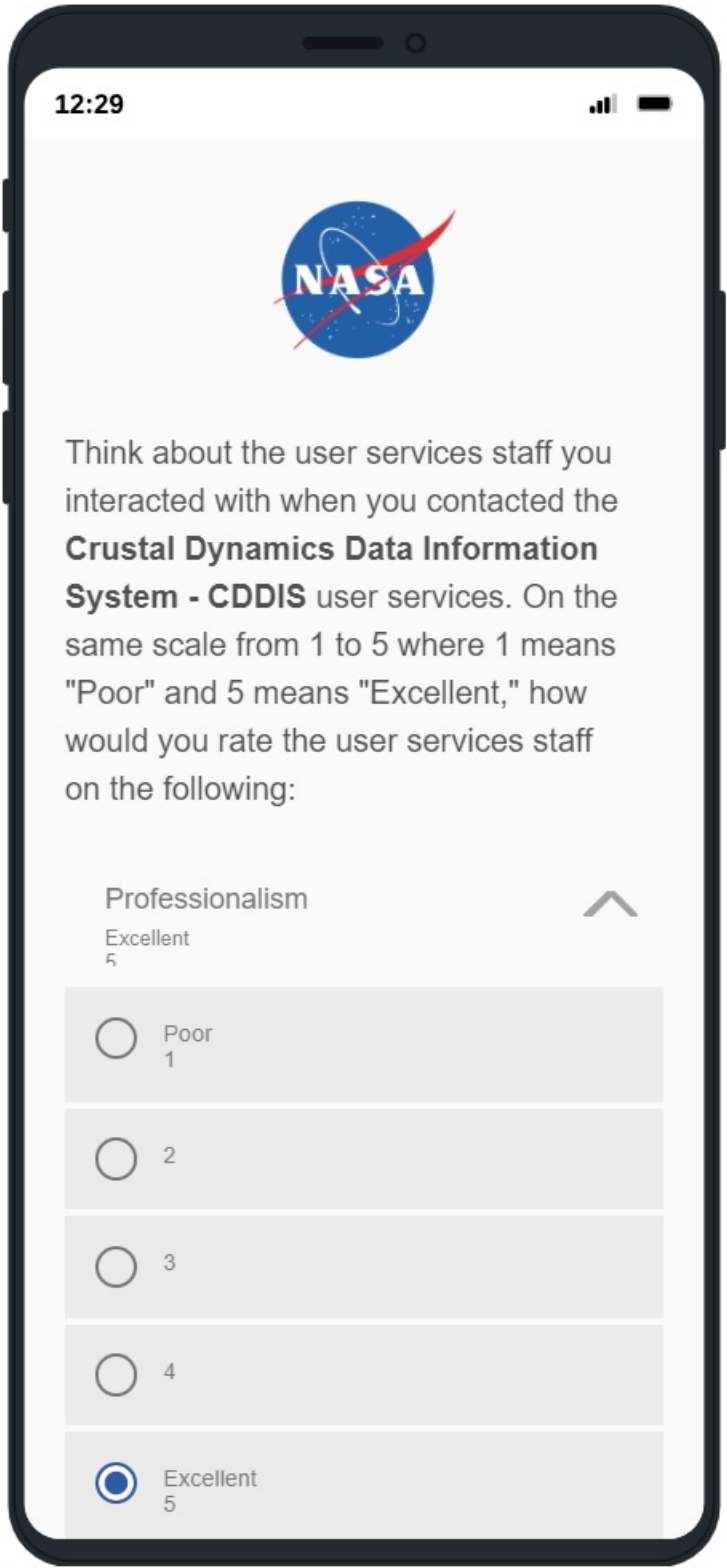 12:29
NASA
Think about the user services staff you
interacted with when you contacted the
Crustal Dynamics Data Information
System - CDDIS user services. On the
same scale from 1 to 5 where 1 means
"Poor" and 5 means "Excellent," how
would you rate the user services staff
on the following:
Professionalism
Excellent
5
Poor
1
2
3
4
Excellent
5